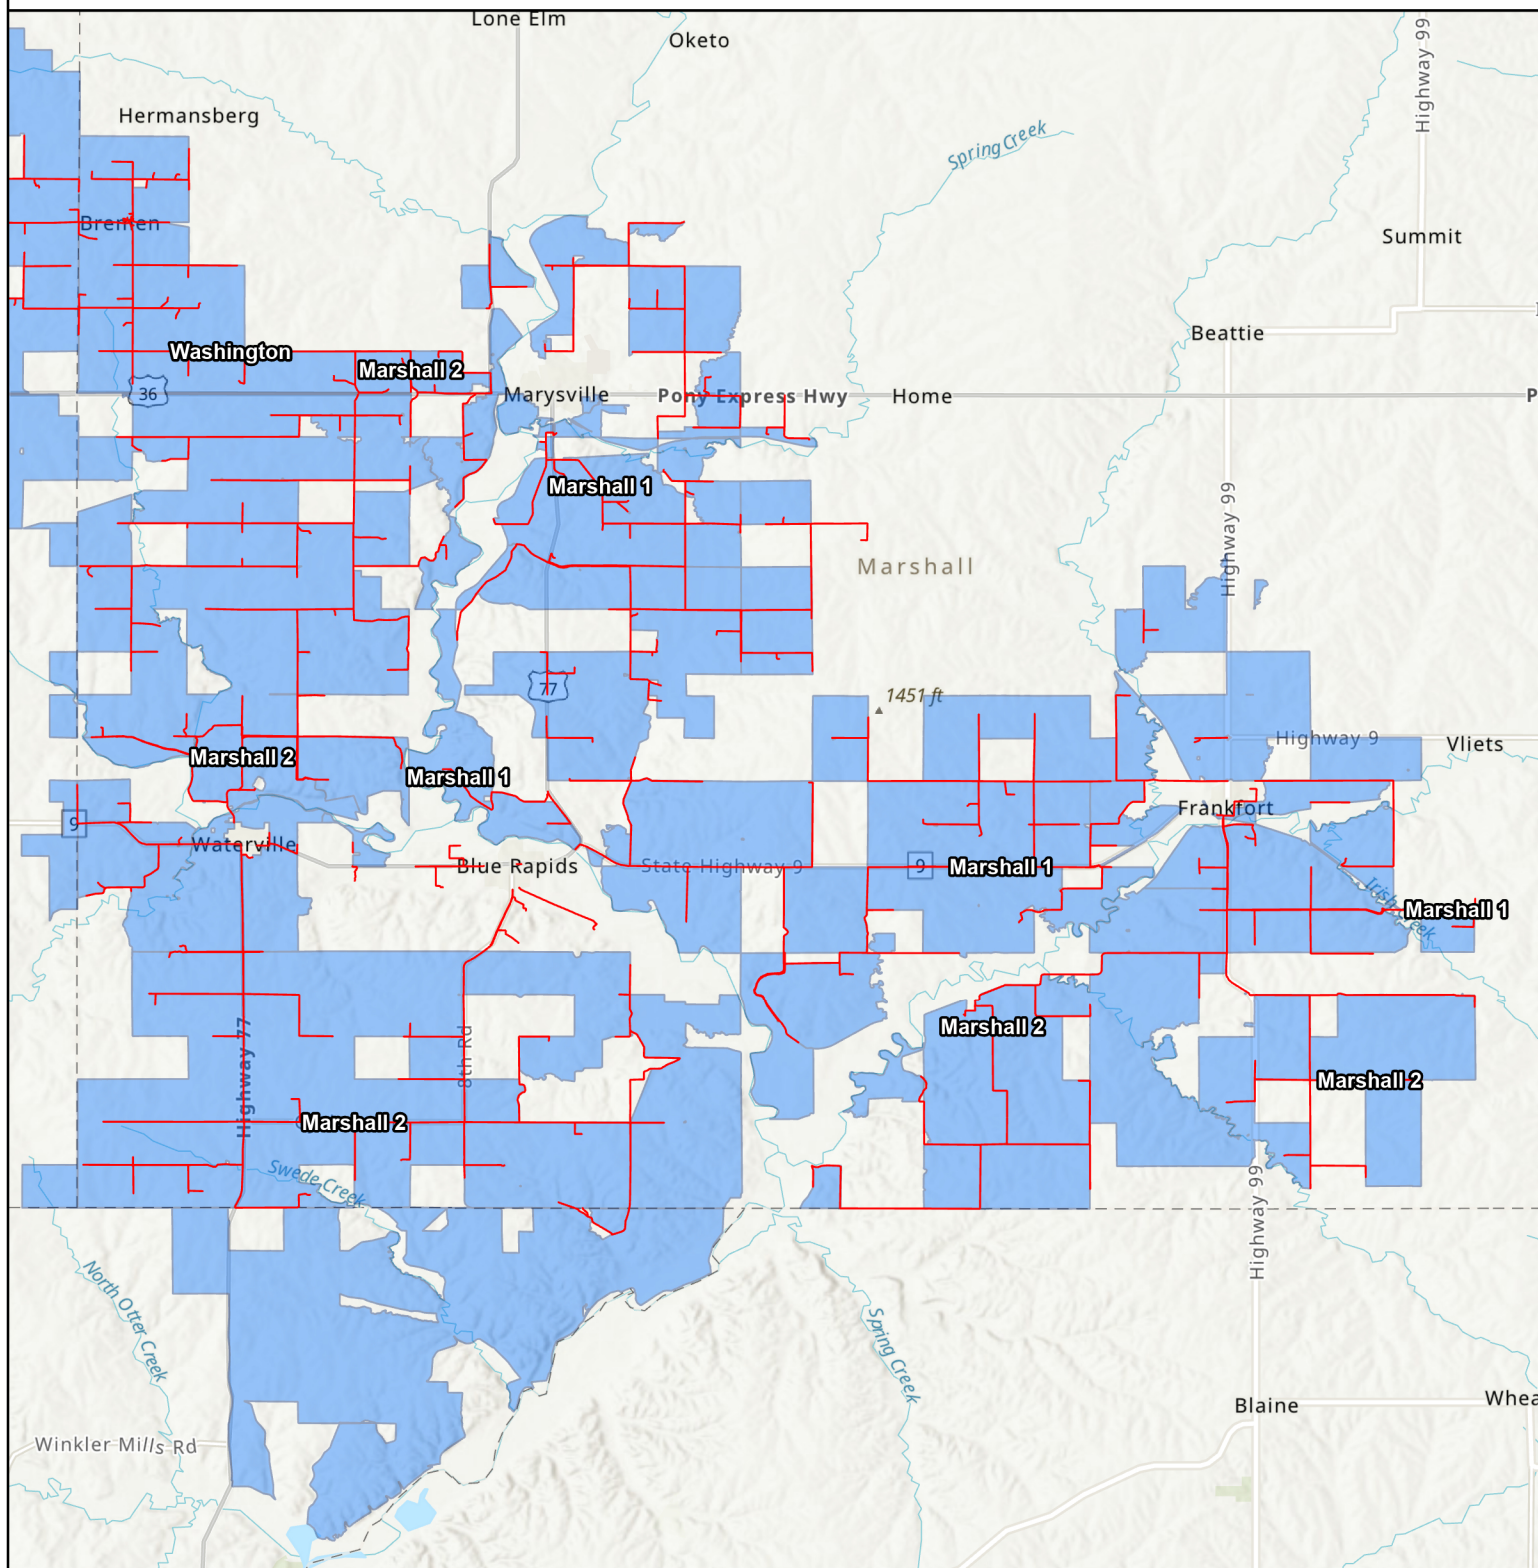 Lone Elm
Oketo
Highway 99
Hermansberg
Spring Creek
Bremen
Summit
Beattie
Washington
Marshall 2
36
Marysville
Pony Express Hwy
Home
P
Marshall 1
Highway 99
Marshall
77
1451 ft
Highway 9
Vliets
Marshall 2
Marshall 1
Frankfort
9
Waterville
Blue Rapids
State Highway 9
9
Marshall 1
Irish Creek
Marshall 1
Marshall 2
Highway 77
8th Rd
Marshall 2
Marshall 2
Swede Creek
Highway 99
North Otter Creek
Spring Creek
Blaine
Whea
Winkler Mills Rd